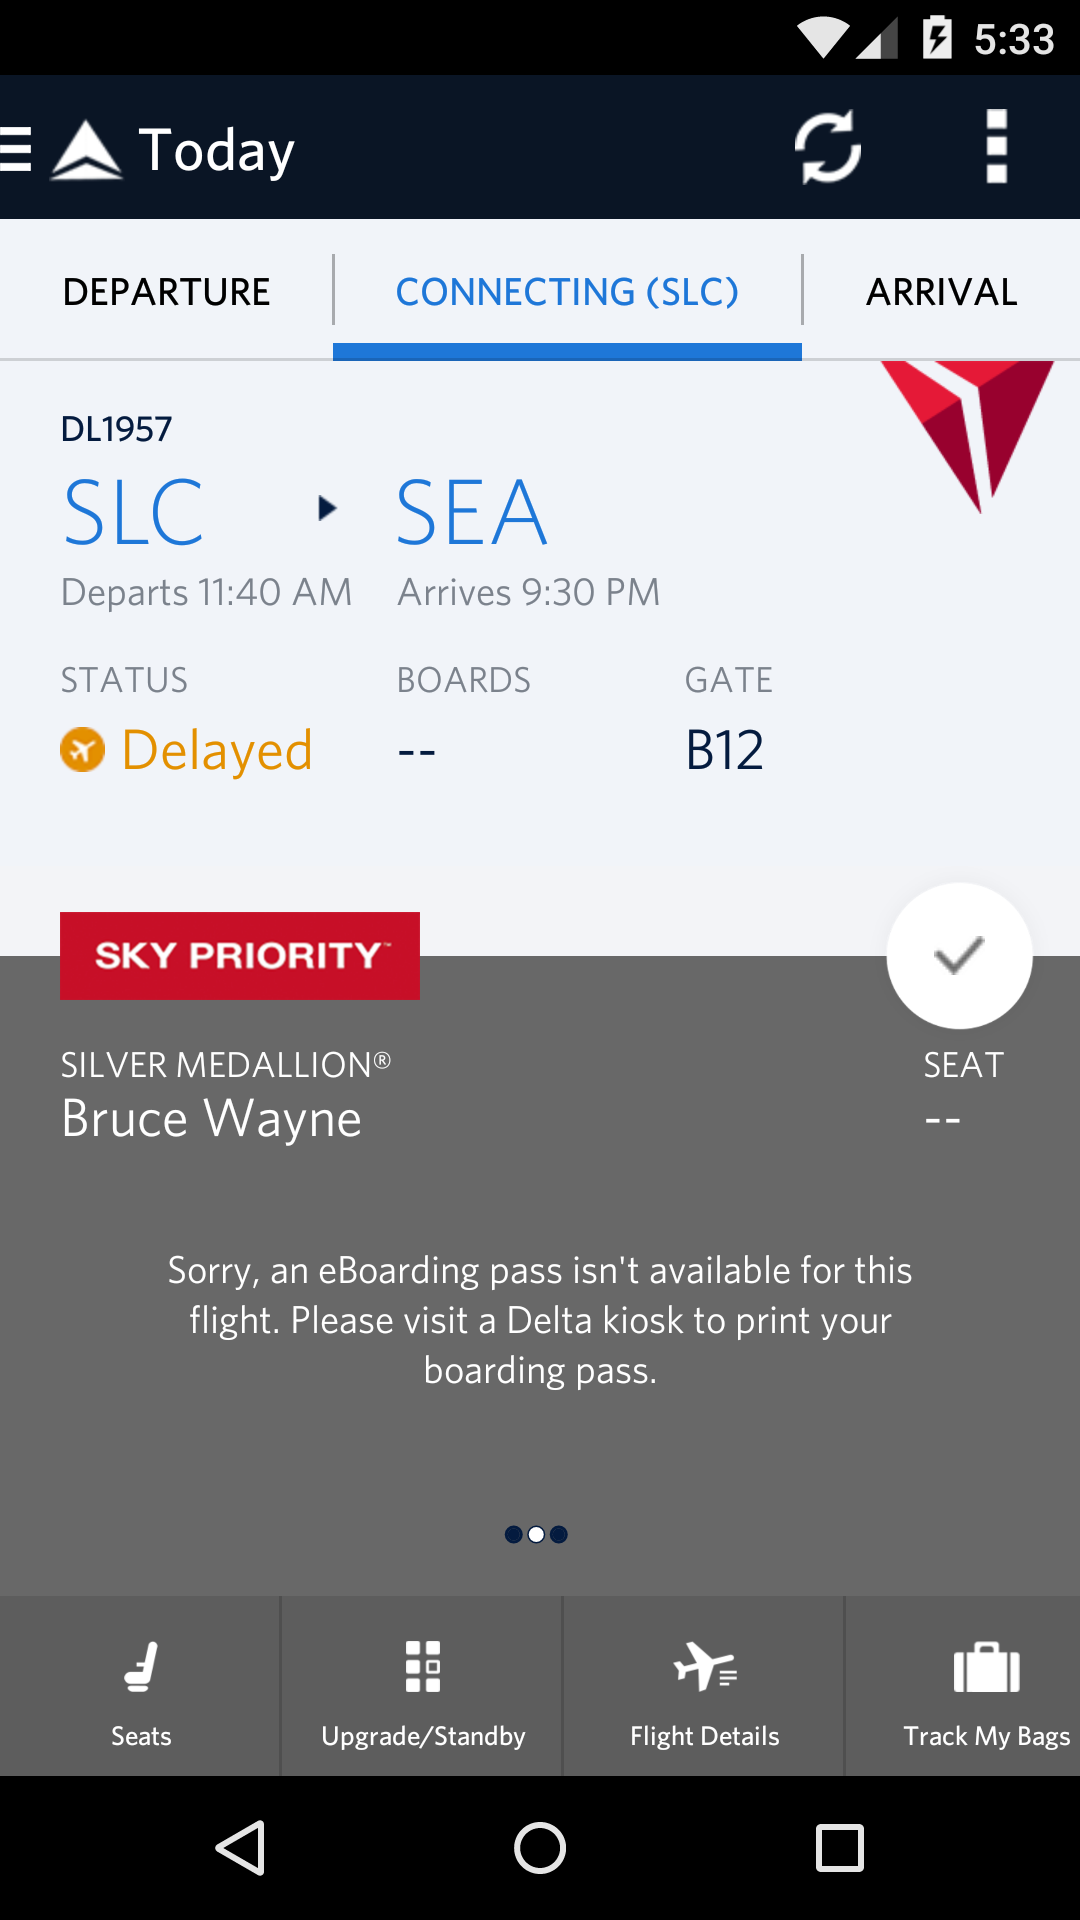 5:33
Today
DEPARTURE
CONNECTING (SLC)
ARRIVAL
DL1957
SLC SEA
Departs 11:40 AM Arrives 9:30 PM
STATUS BOARDS GATE
Delayed -- B12
SKY PRIORITY™
SILVER MEDALLION® SEAT
Bruce Wayne --
Sorry, an eBoarding pass isn't available for this
flight. Please visit a Delta kiosk to print your
boarding pass.
Seats
Upgrade/Standby
Flight Details
Track My Bags